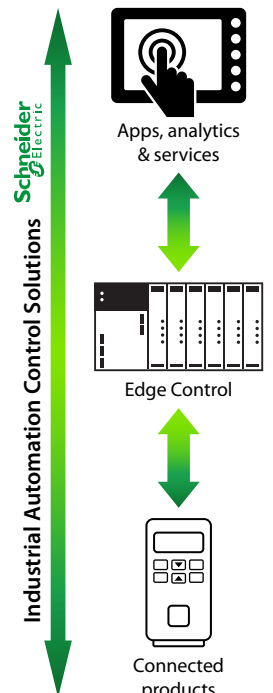 Schneider
Electric
Industrial Automation Control Solutions
Apps, analytics
& services
Edge Control
Connected
products